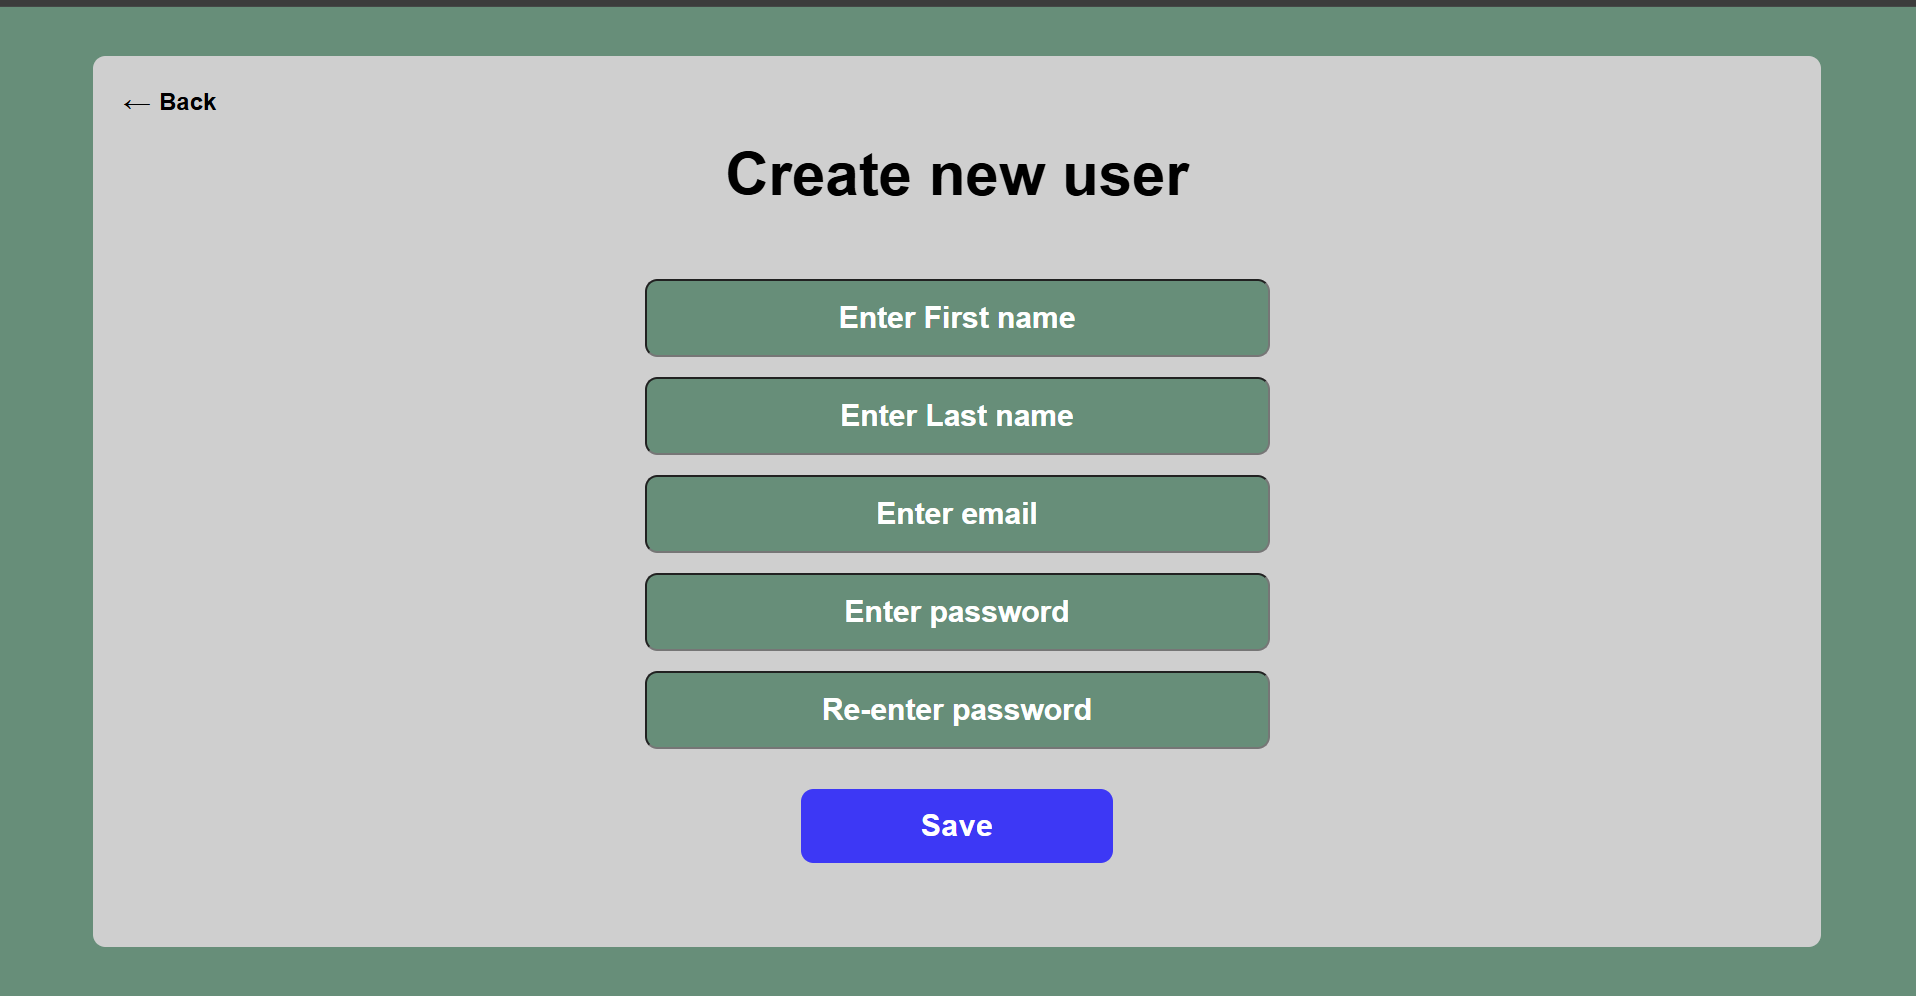 ← Back
Create new user
Enter First name
Enter Last name
Enter email
Enter password
Re-enter password
Save